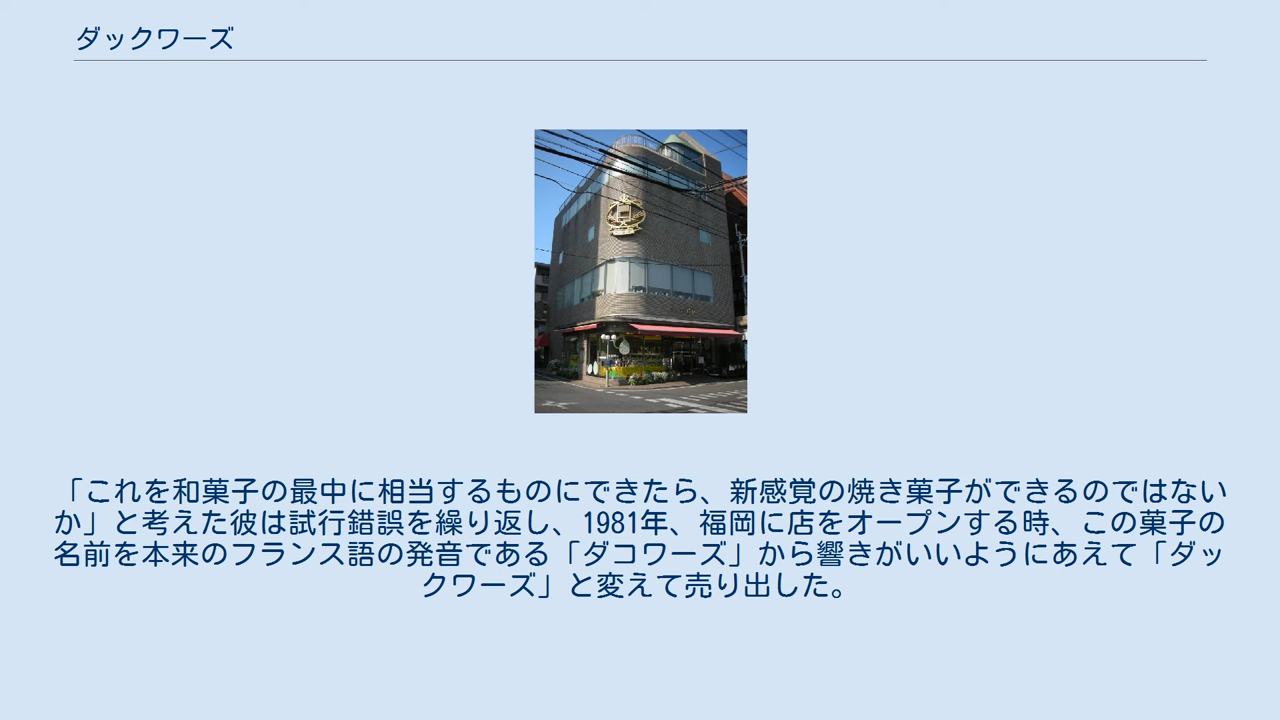 ダックワーズ
「これを和菓子の最中に相当するものにできたら、新感覚の焼き菓子ができるのではない
か」と考えた彼は試行錯誤を繰り返し、1981年、福岡に店をオープンする時、この菓子の
名前を本来のフランス語の発音である「ダコワーズ」から響きがいいようにあえて「ダッ
クワーズ」と変えて売り出した。